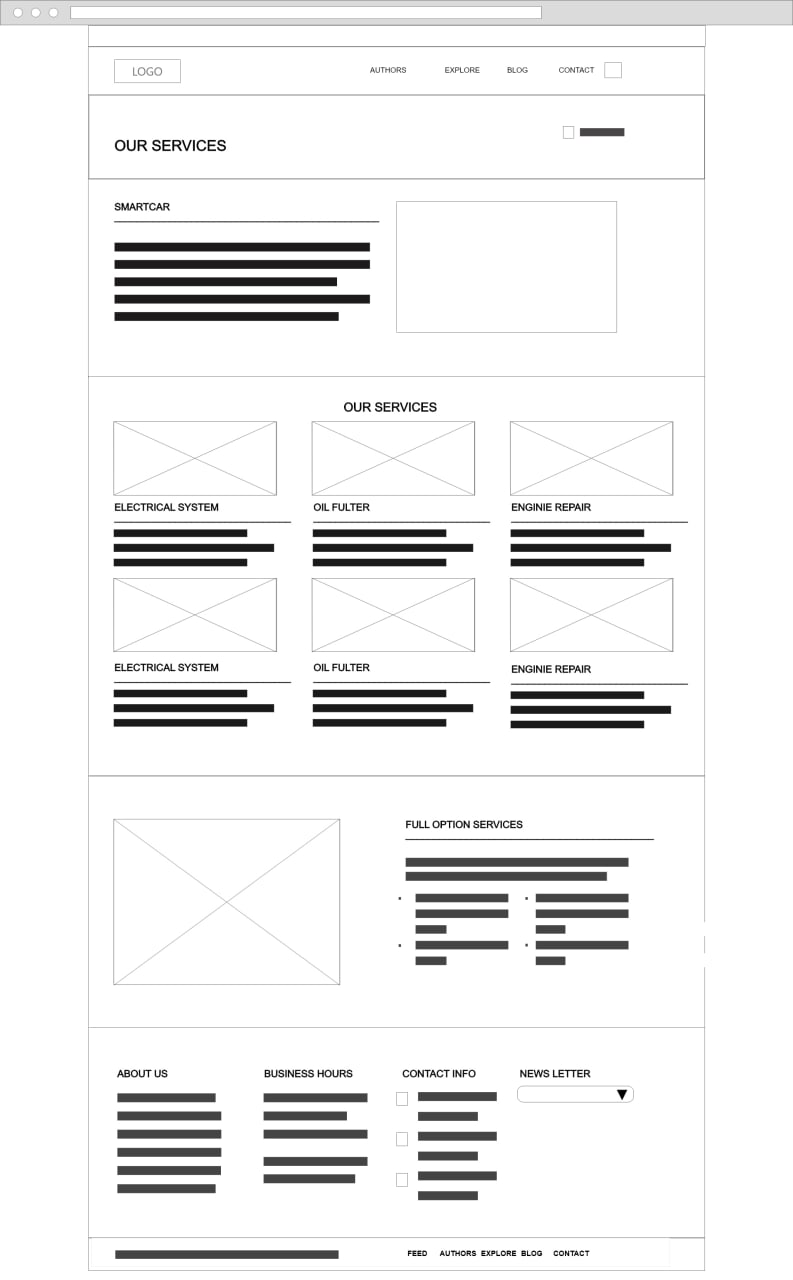 LOGO
AUTHORS EXPLORE BLOG CONTACT
OUR SERVICES
SMARTCAR
OUR SERVICES
ELECTRICAL SYSTEM OIL FULTER ENGINIE REPAIR
ELECTRICAL SYSTEM OIL FULTER ENGINIE REPAIR
FULL OPTION SERVICES
ABOUT US BUSINESS HOURS CONTACT INFO NEWS LETTER
FEED AUTHORS EXPLORE BLOG CONTACT